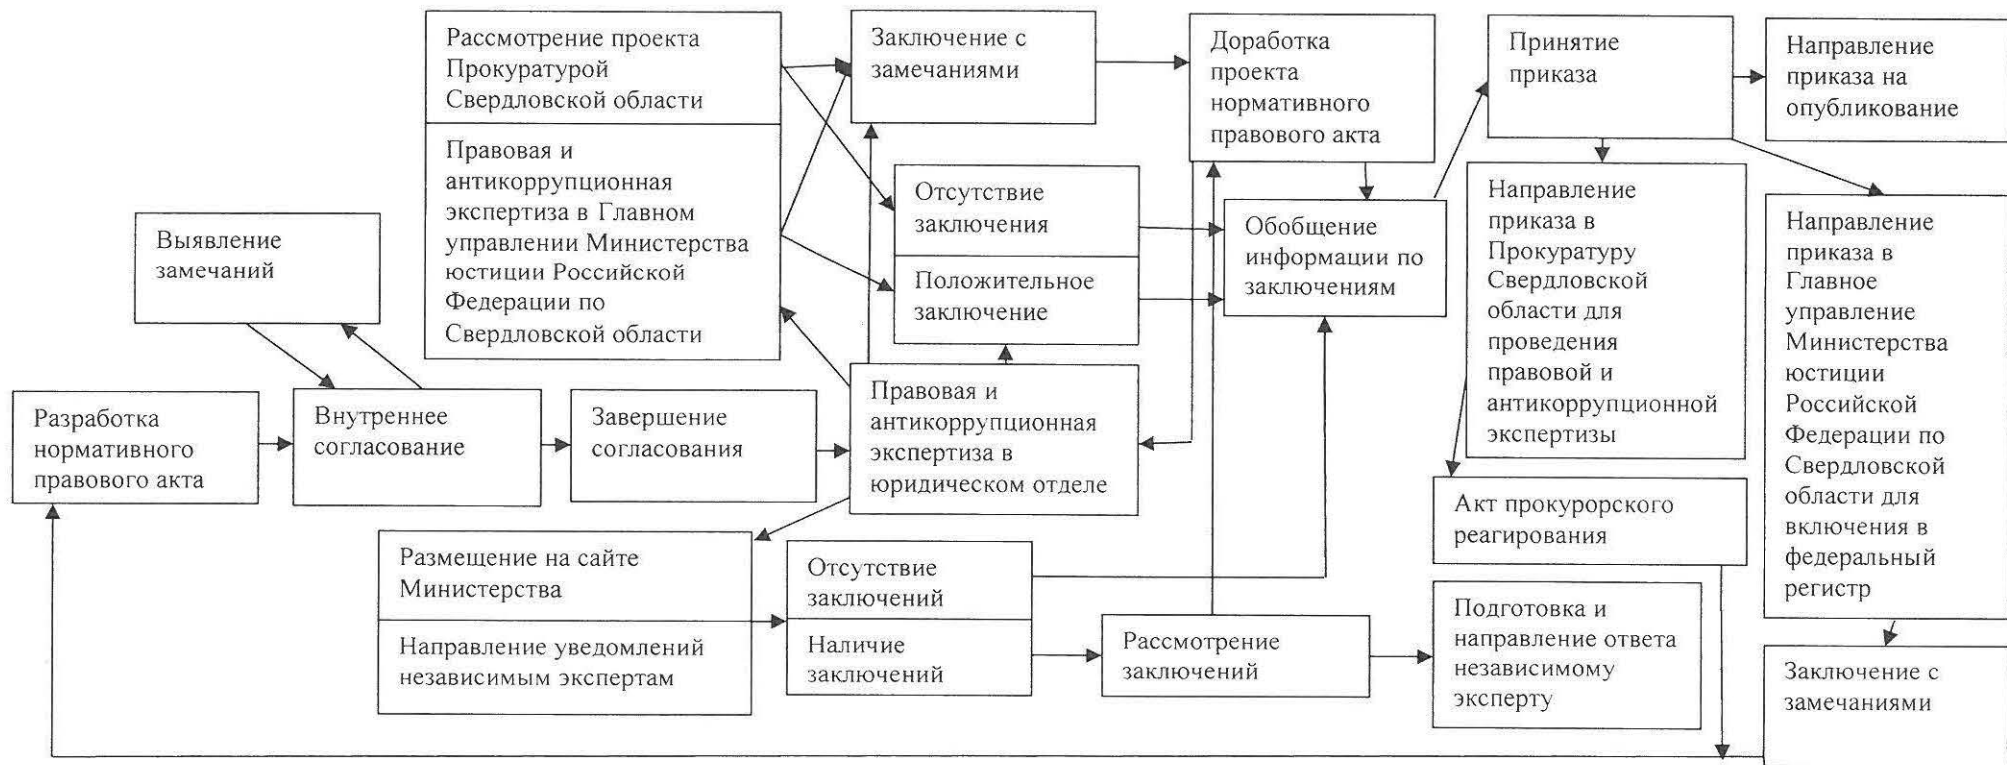 Рассмотрение проекта
Прокуратурой
Свердловской области
Правовая и
антикоррупционная
экспертиза в Главном
управлении Министерства
юстиции Российской
Федерации по
Свердловской области
Заключение с
замечаниями
Доработка
проекта
нормативного
правового акта
Принятие
приказа
Направление
приказа на
опубликование
Выявление
замечаний
Отсутствие
заключения
Положительное
заключение
Обобщение
информации по
заключениям
Направление
приказа в
Прокуратуру
Свердловской
области для
проведения
правовой и
антикоррупционной
экспертизы
Направление
приказа в
Главное
управление
Министерства
юстиции
Российской
Федерации по
Свердловской
области для
включения в
федеральный
регистр
Разработка
нормативного
правового акта
Внутреннее
согласование
Завершение
согласования
Правовая и
антикоррупционная
экспертиза в
юридическом отделе
Акт прокурорского
реагирования
Размещение на сайте
Министерства
Направление уведомлений
независимым экспертам
Отсутствие
заключений
Наличие
заключений
Рассмотрение
заключений
Подготовка и
направление ответа
независимому
эксперту
Заключение с
замечаниями